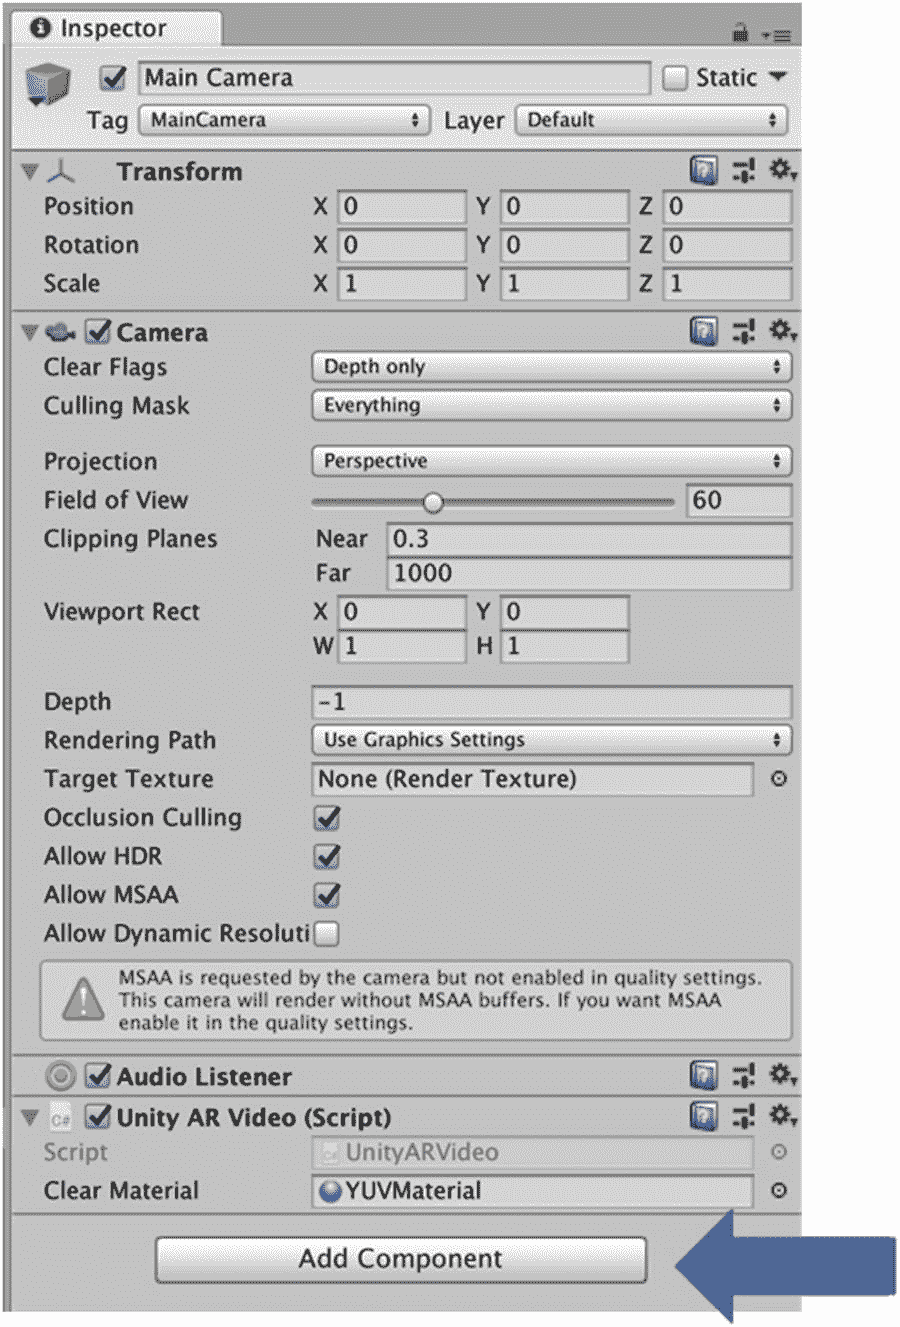 Inspector
Main Camera Static
Tag MainCamera Layer Default
Transform
Position X 0 Y 0 Z 0
Rotation X 0 Y 0 Z 0
Scale X 1 Y 1 Z 1
Camera
Clear Flags Depth only
Culling Mask Everything
Projection Perspective
Field of View 60
Clipping Planes Near 0.3
Far 1000
Viewport Rect X 0 Y 0
W 1 H 1
Depth -1
Rendering Path Use Graphics Settings
Target Texture None (Render Texture)
Occlusion Culling
Allow HDR
Allow MSAA
Allow Dynamic Resoluti
MSAA is requested by the camera but not enabled in quality settings.
This camera will render without MSAA buffers. If you want MSAA
enable it in the quality settings.
Audio Listener
C# Unity AR Video (Script)
Script UnityARVideo
Clear Material YUVMaterial
Add Component